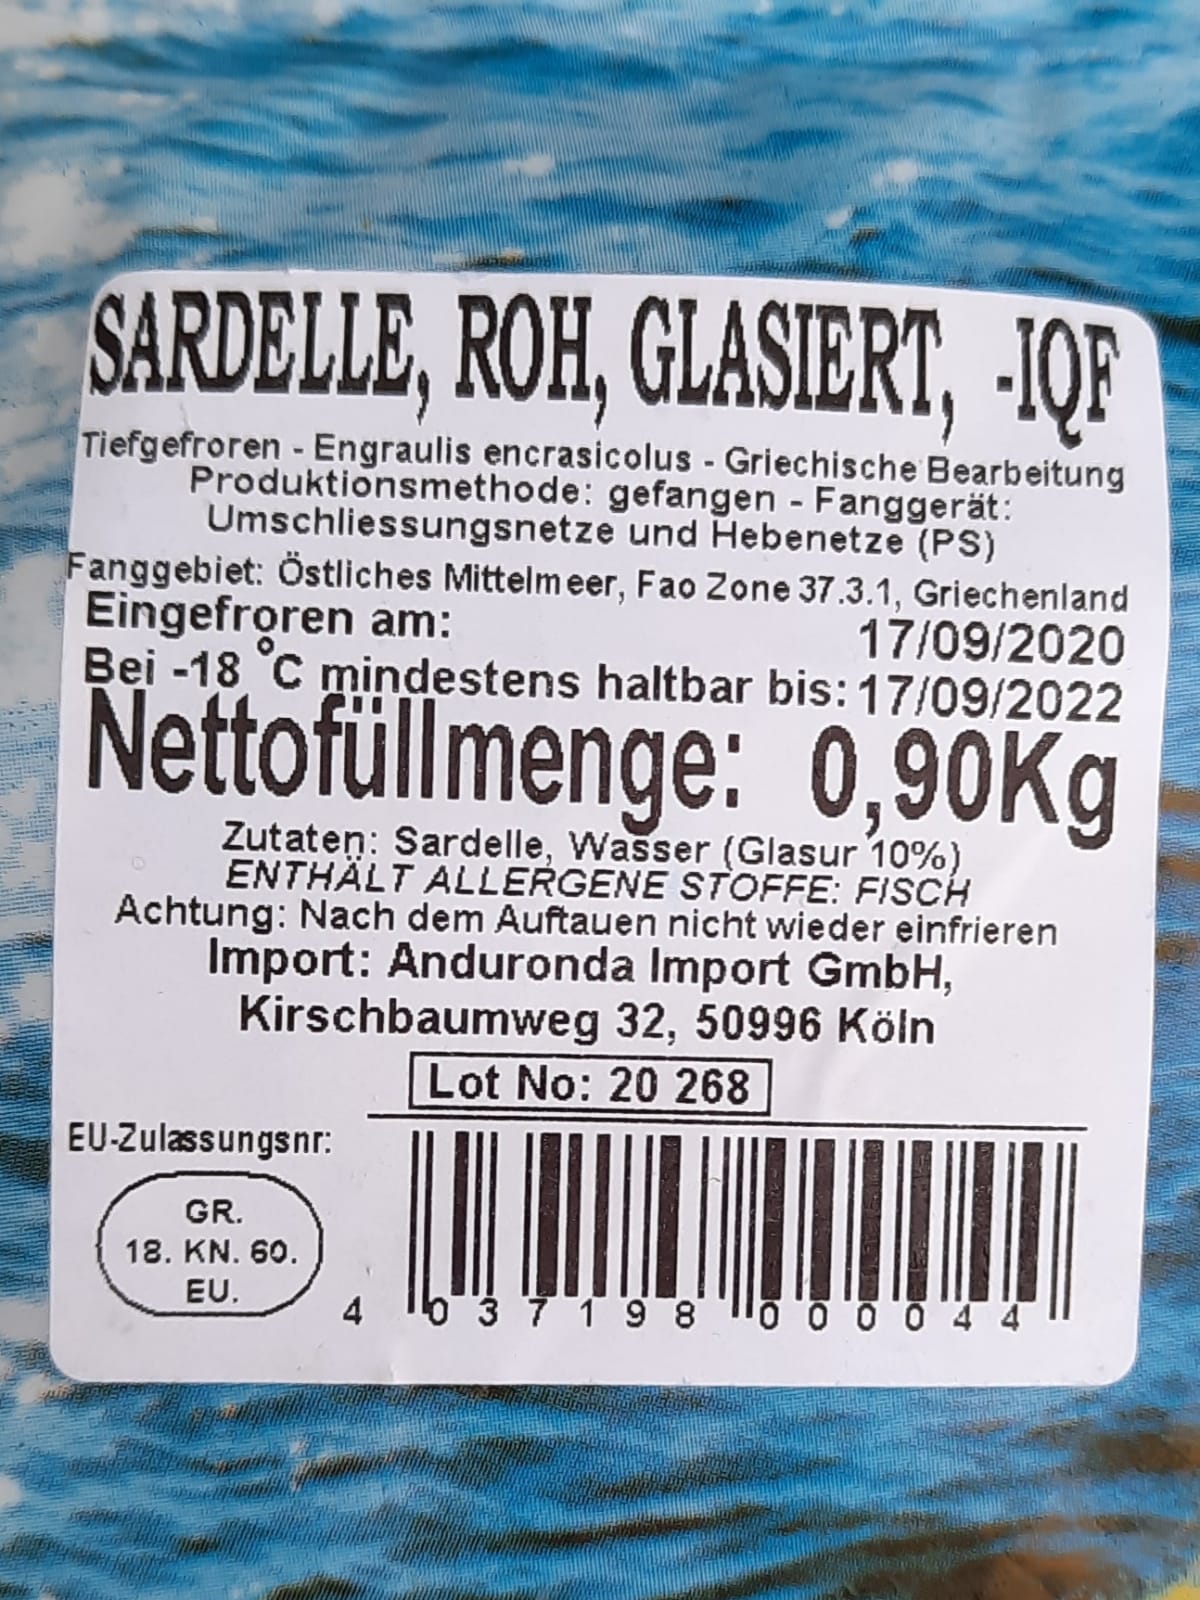 SARDELLE, ROH, GLASIERT, -IQF
Tiefgefroren - Engraulis encrasicolus - Griechische Bearbeitung
Produktionsmethode: gefangen - Fanggerät:
Umschliessungsnetze und Hebenetze (PS)
Fanggebiet: Östliches Mittelmeer, Fao Zone 37.3.1, Griechenland
Eingefroren am: 17/09/2020
Bei -18 °C mindestens haltbar bis: 17/09/2022
Nettofüllmenge: 0,90Kg
Zutaten: Sardelle, Wasser (Glasur 10%)
ENTHÄLT ALLERGENE STOFFE: FISCH
Achtung: Nach dem Auftauen nicht wieder einfrieren
Import: Anduronda Import GmbH,
Kirschbaumweg 32, 50996 Köln
Lot No: 20 268
EU-Zulassungsnr:
GR.
18. KN. 60.
EU.
4 037198 000044